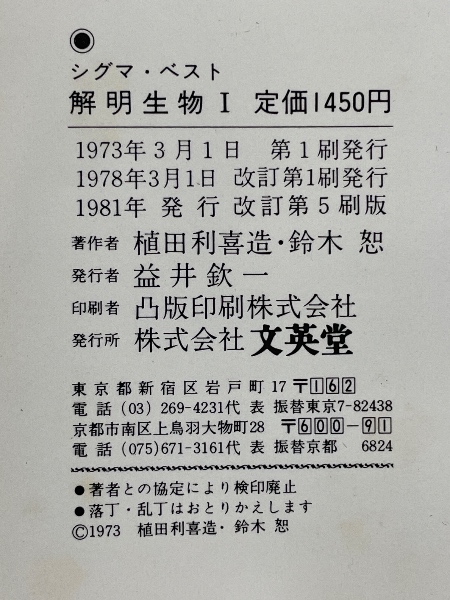 シグマ・ベスト
解明生物Ⅰ 定価1450円
1973年3月1日 第1刷発行
1978年3月1日 改訂第1刷発行
1981年 発行 改訂第5刷版
著作者 植田利喜造・鈴木 恕
発行者 益井欽一
印刷者 凸版印刷株式会社
発行所 株式会社 文英堂
東京都新宿区岩戸町17 〒162
電話 (03) 269-4231代表 振替東京7-82438
京都市南区上鳥羽大物町28 〒600-91
電話 (075)671-3161代表 振替京都 6824
●著者との協定により検印廃止
●落丁・乱丁はおとりかえします
©1973 植田利喜造・鈴木 恕